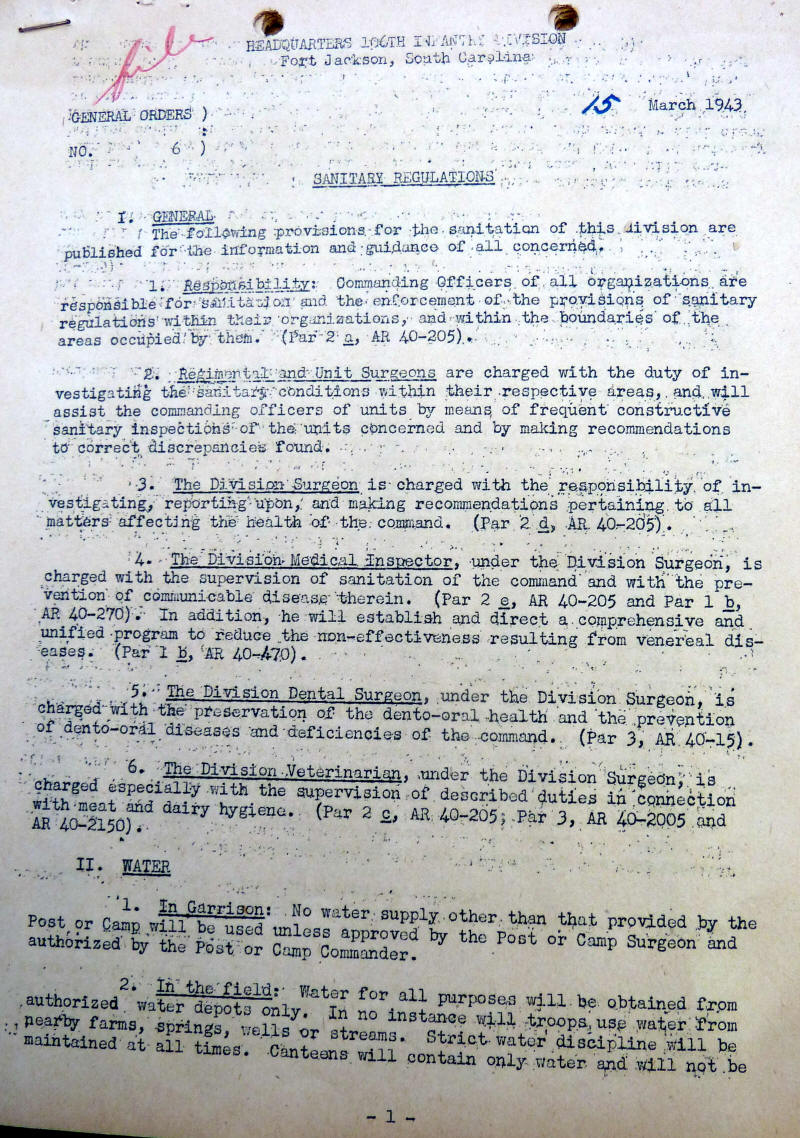 file
HEADQUARTERS 106TH INFANTRY DIVISION
Fort Jackson, South Carolina
15 March 1943
GENERAL ORDERS )
:
NO. 6 )
SANITARY REGULATIONS
I. GENERAL
The following provisions for the sanitation of this division are
published for the information and guidance of all concerned.
1. Responsibility: Commanding Officers of all organizations are
responsible for sanitation and the enforcement of the provisions of sanitary
regulations within their organizations, and within the boundaries of the
areas occupied by them. (Par 2 a, AR 40-205).
2. Regimental and Unit Surgeons are charged with the duty of in-
vestigating the sanitary conditions within their respective areas, and will
assist the commanding officers of units by means of frequent constructive
sanitary inspections of the units concerned and by making recommendations
to correct discrepancies found.
3. The Division Surgeon is charged with the responsibility of in-
vestigating, reporting upon, and making recommendations pertaining to all
matters affecting the health of the command. (Par 2 d, AR 40-205).
4. The Division Medical Inspector, under the Division Surgeon, is
charged with the supervision of sanitation of the command and with the pre-
vention of communicable disease therein. (Par 2 e, AR 40-205 and Par 1 b,
AR 40-270). In addition, he will establish and direct a comprehensive and
unified program to reduce the non-effectiveness resulting from venereal dis-
eases. (Par 1 b, AR 40-470).
5. The Division Dental Surgeon, under the Division Surgeon, is
charged with the preservation of the dento-oral health and the prevention
of dento-oral diseases and deficiencies of the command. (Par 3, AR 40-15).
6. The Division Veterinarian, under the Division Surgeon, is
charged especially with the supervision of described duties in connection
with meat and dairy hygiene. (Par 2 c, AR 40-205; Par 3, AR 40-2005 and
AR 40-2150).
II. WATER
1. In Garrison: No water supply other than that provided by the
Post or Camp will be used unless approved by the Post or Camp Surgeon and
authorized by the Post or Camp Commander.
2. In the field: Water for all purposes will be obtained from
authorized water depots only. In no instance will troops use water from
nearby farms, springs, wells or streams. Strict water discipline will be
maintained at all times. Canteens will contain only water and will not be
- 1 -